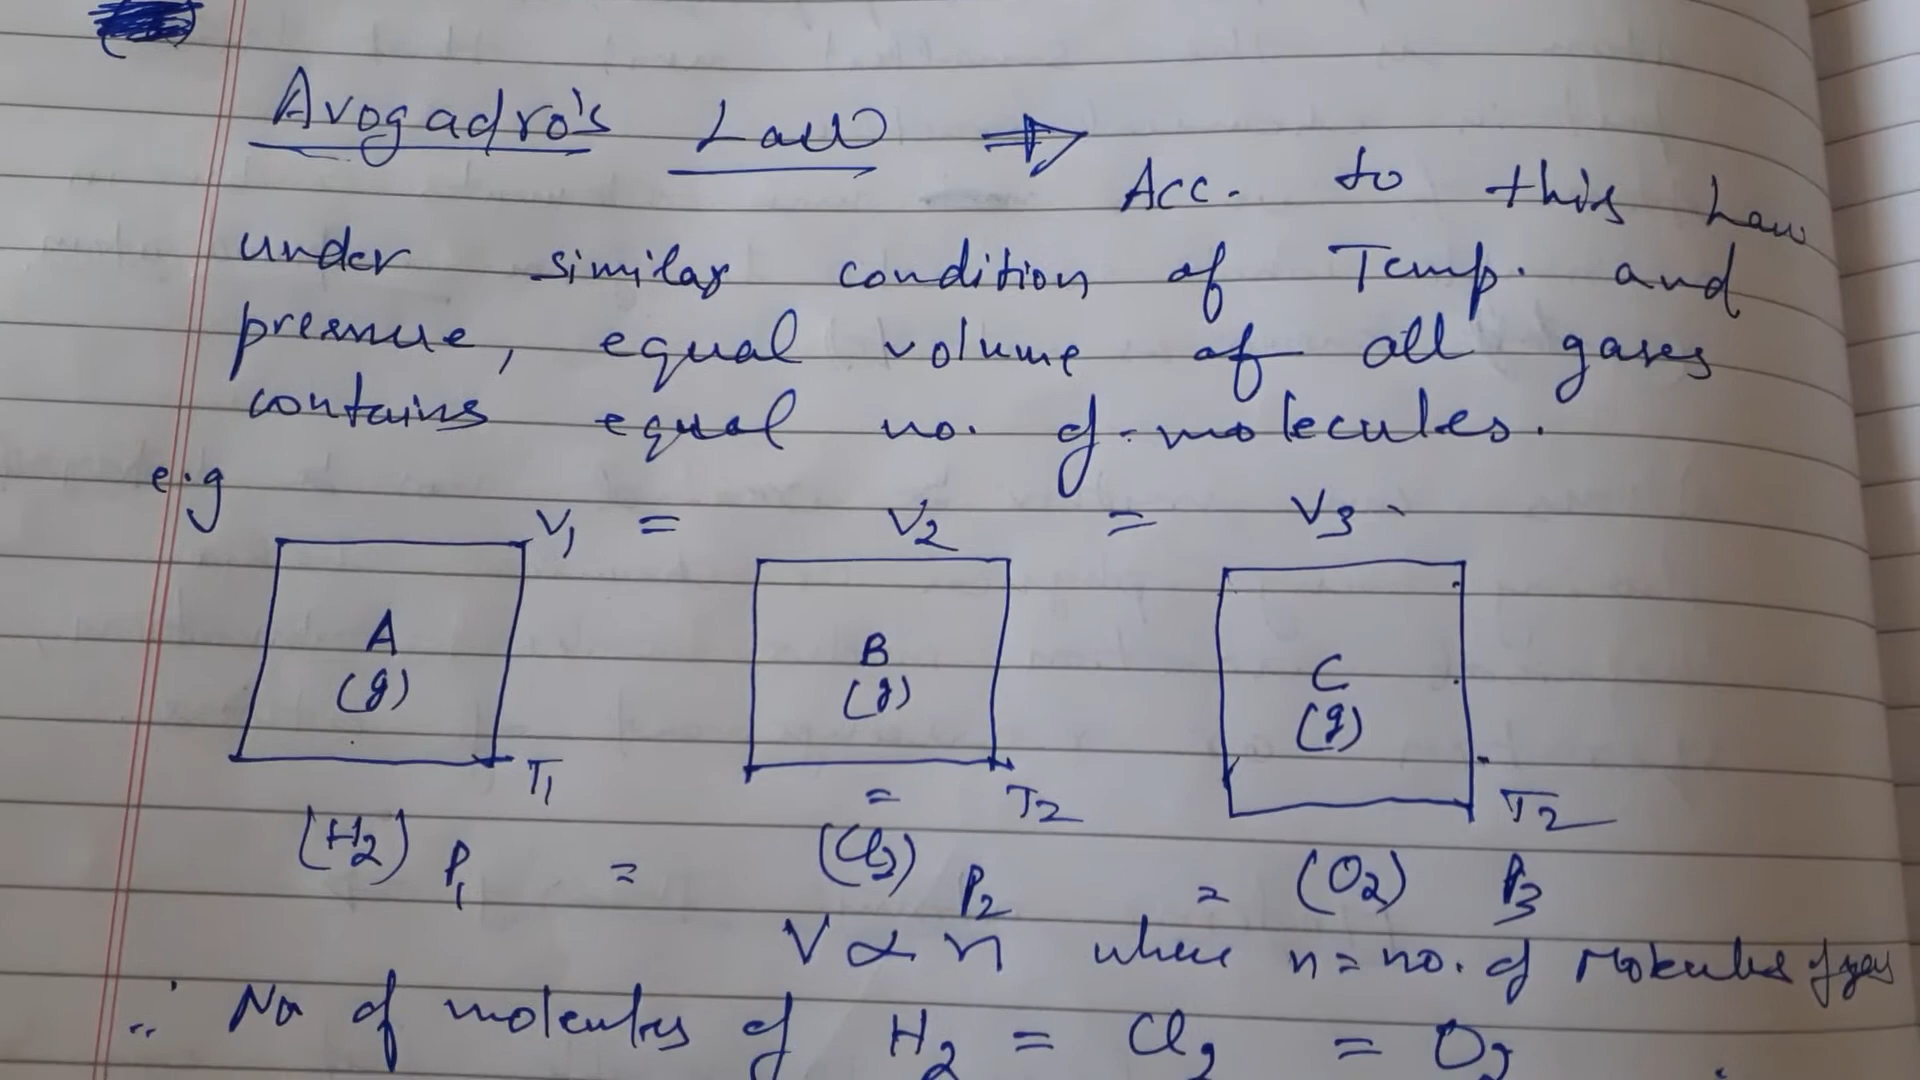 Avogadro's Law ⇒
Acc. to this Law
under similar condition of Temp. and
pressure, equal volume of all gases
contains equal no. of molecules.
e.g
V₁ = V₂ = V₃
A
(g)
B
(g)
C
(g)
T₁ = T₂ T₂
(H₂) P₁ = (Cl₂) P₂ = (O₂) P₃
V ∝ n where n = no. of molecules of gas
∴ No of molecules of H₂ = Cl₂ = O₂